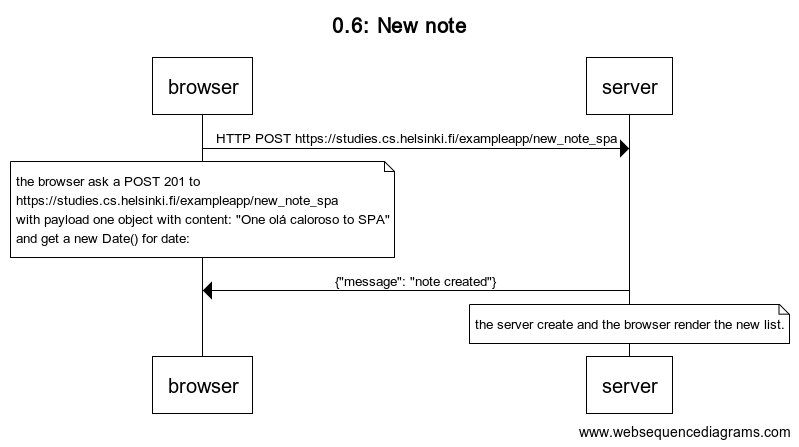 0.6: New note
browser
server
HTTP POST https://studies.cs.helsinki.fi/exampleapp/new_note_spa
the browser ask a POST 201 to
https://studies.cs.helsinki.fi/exampleapp/new_note_spa
with payload one object with content: "One olá caloroso to SPA"
and get a new Date() for date:
{"message": "note created"}
the server create and the browser render the new list.
browser
server
www.websequencediagrams.com